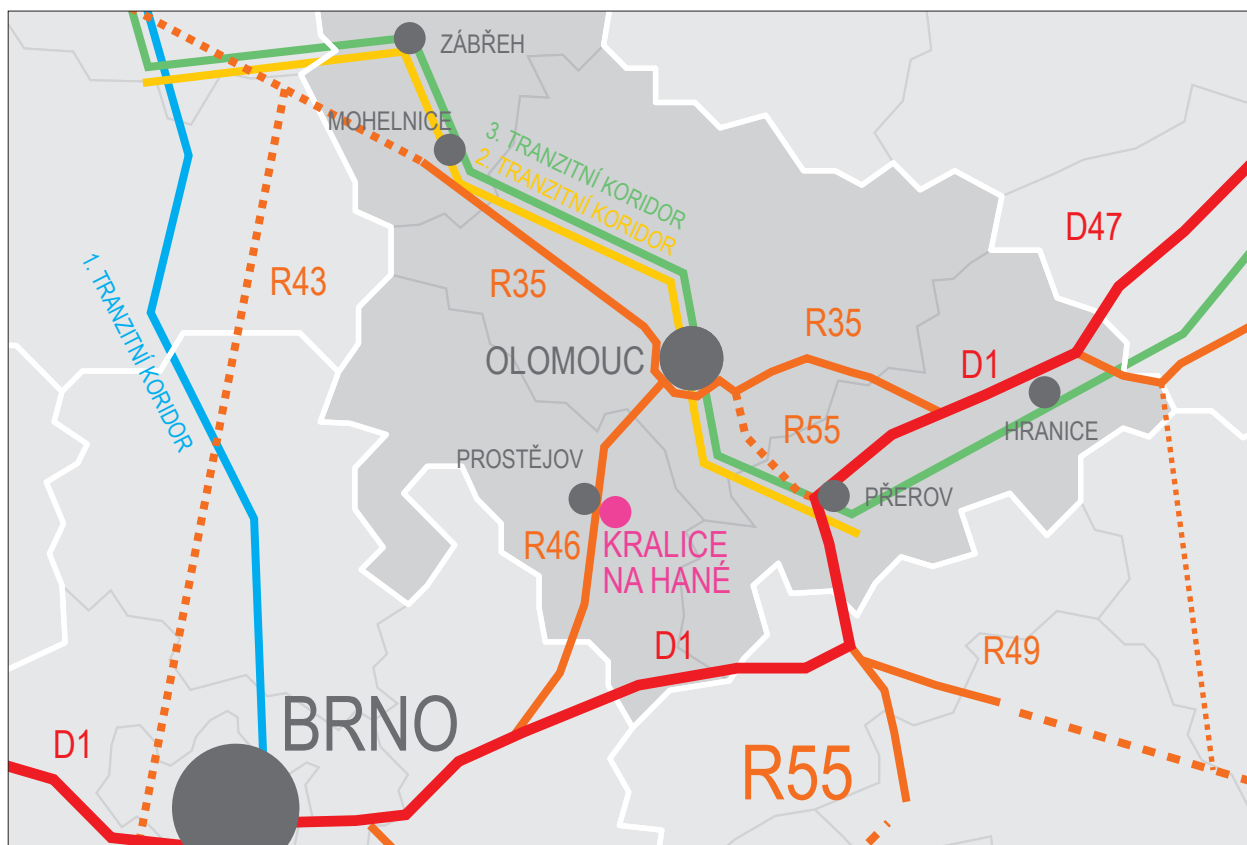 ZÁBŘEH
MOHELNICE
3. TRANZITNÍ KORIDOR
2. TRANZITNÍ KORIDOR
D47
1. TRANZITNÍ KORIDOR
R43
R35
R35
OLOMOUC
D1
R55
HRANICE
PROSTĚJOV
PŘEROV
R46
KRALICE
NA HANÉ
D1
R49
BRNO
D1
R55